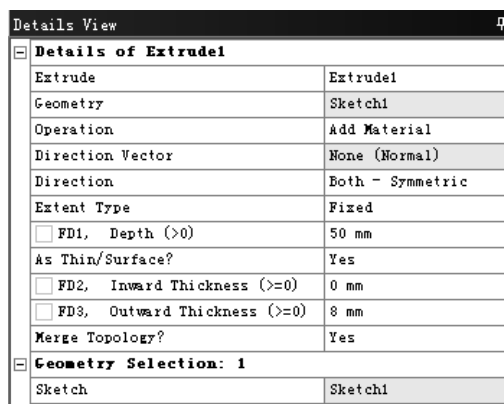 Details View
Details of Extrude1
Extrude Extrude1
Geometry Sketch1
Operation Add Material
Direction Vector None (Normal)
Direction Both - Symmetric
Extent Type Fixed
FD1, Depth (>0) 50 mm
As Thin/Surface? Yes
FD2, Inward Thickness (>=0) 0 mm
FD3, Outward Thickness (>=0) 8 mm
Merge Topology? Yes
Geometry Selection: 1
Sketch Sketch1